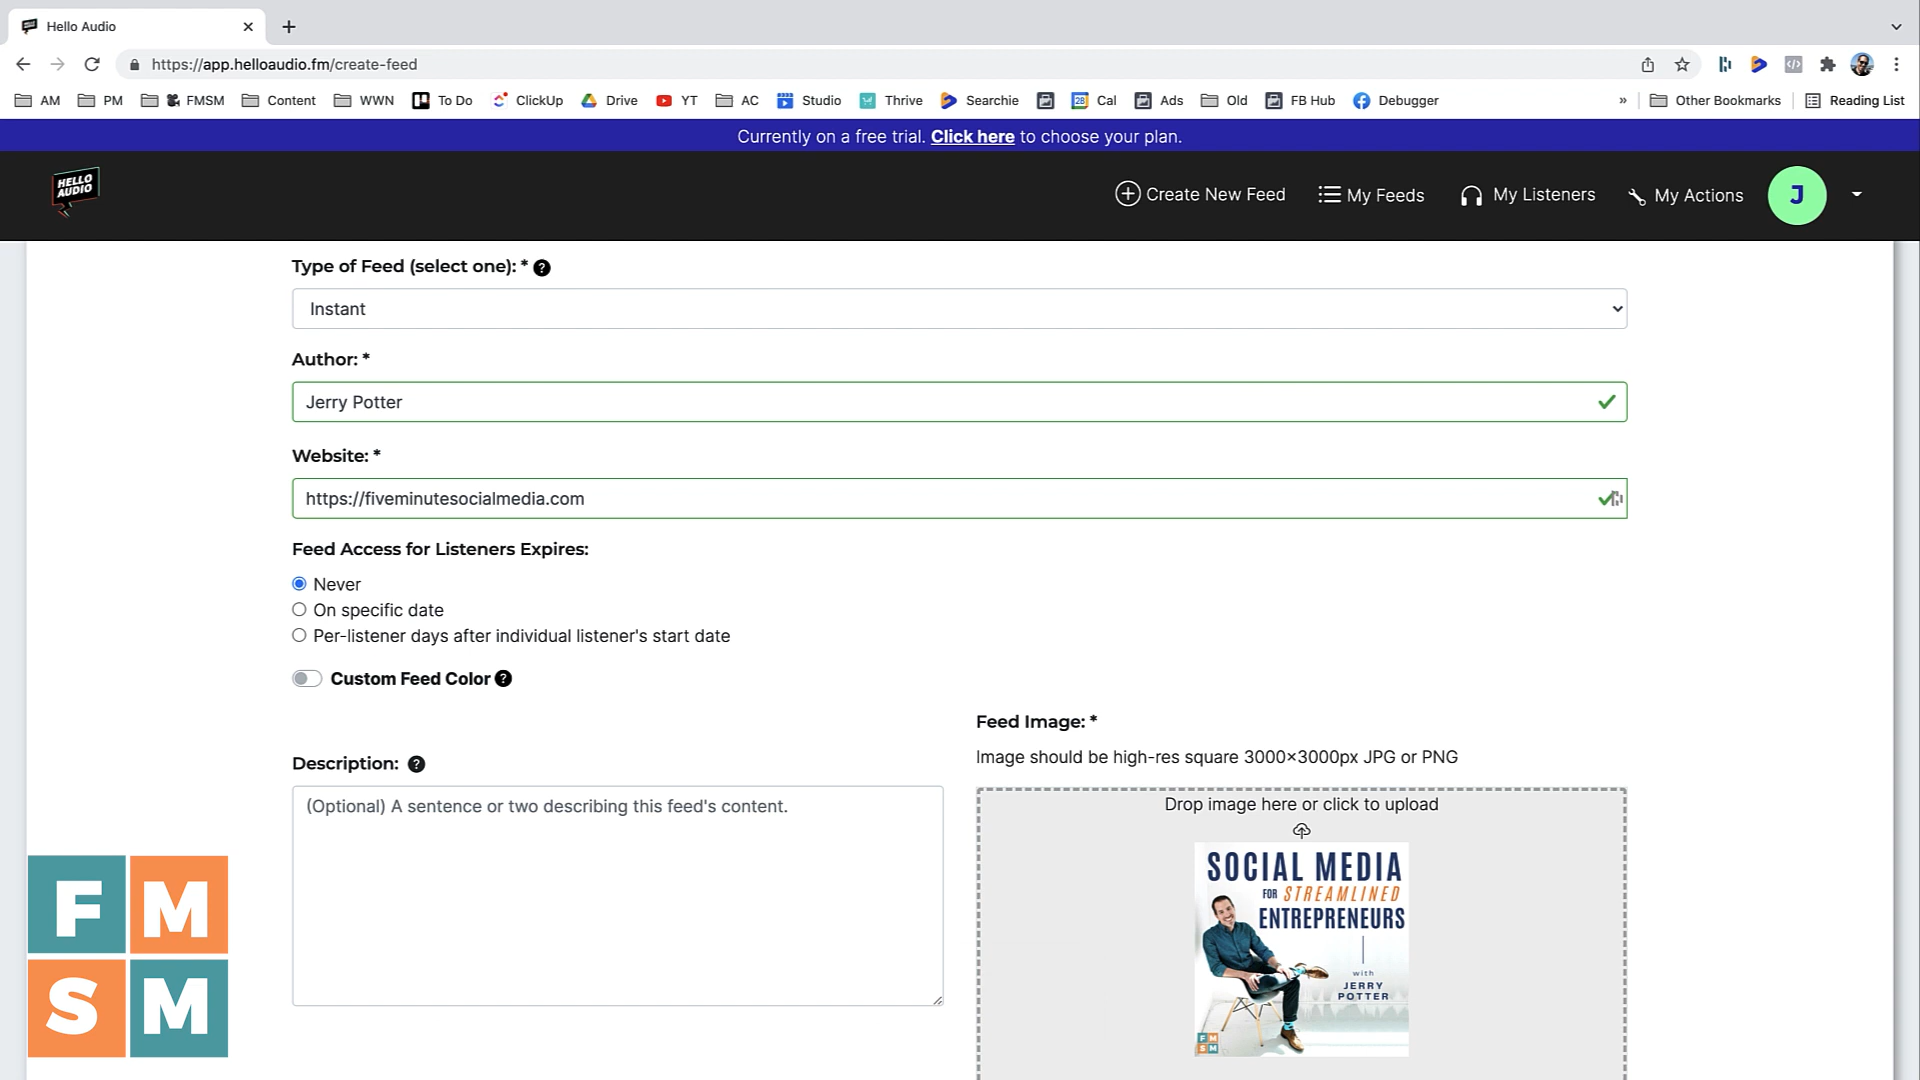 Hello Audio
https://app.helloaudio.fm/create-feed
AM PM FMSM Content WWN To Do ClickUp Drive YT AC Studio Thrive Searchie 28 Cal Ads Old FB Hub Debugger » Other Bookmarks Reading List
Currently on a free trial. Click here to choose your plan.
HELLO
AUDIO
Create New Feed My Feeds My Listeners My Actions J
Type of Feed (select one): * ?
Instant
Author: *
Jerry Potter
Website: *
https://fiveminutesocialmedia.com
Feed Access for Listeners Expires:
Never
On specific date
Per-listener days after individual listener's start date
Custom Feed Color ?
Feed Image: *
Image should be high-res square 3000×3000px JPG or PNG
Description: ?
(Optional) A sentence or two describing this feed's content.
Drop image here or click to upload
SOCIAL MEDIA
FOR STREAMLINED
ENTREPRENEURS
with
JERRY
POTTER
F M
S M
F M
S M